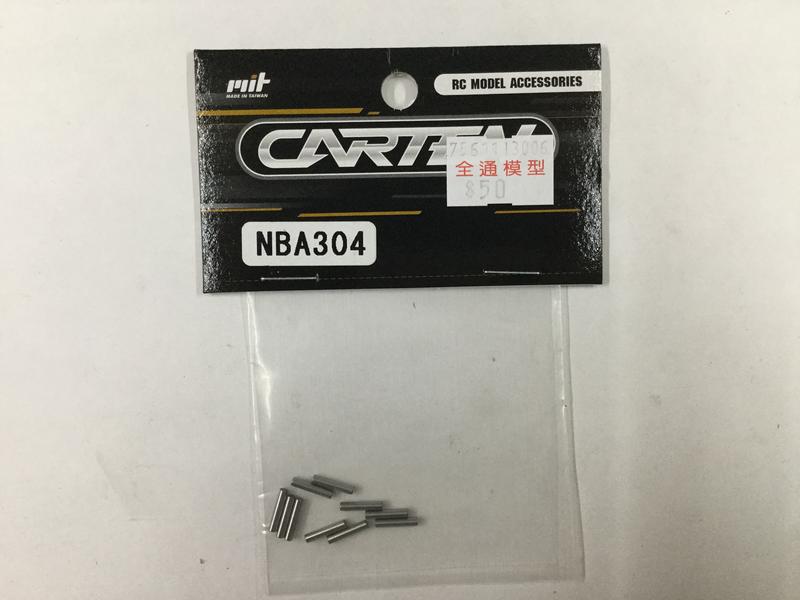 mit
MADE IN TAIWAN
RC MODEL ACCESSORIES
CARTEN
全通模型
$50
NBA304